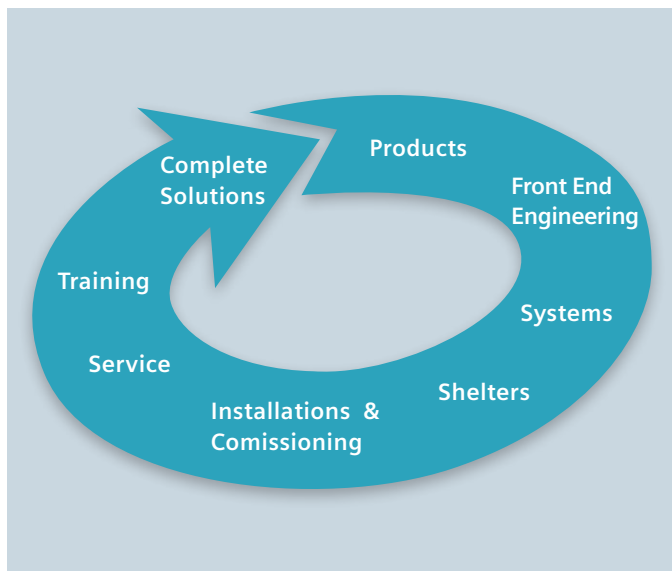 Products
Front End
Engineering
Systems
Shelters
Installations &
Comissioning
Service
Training
Complete
Solutions